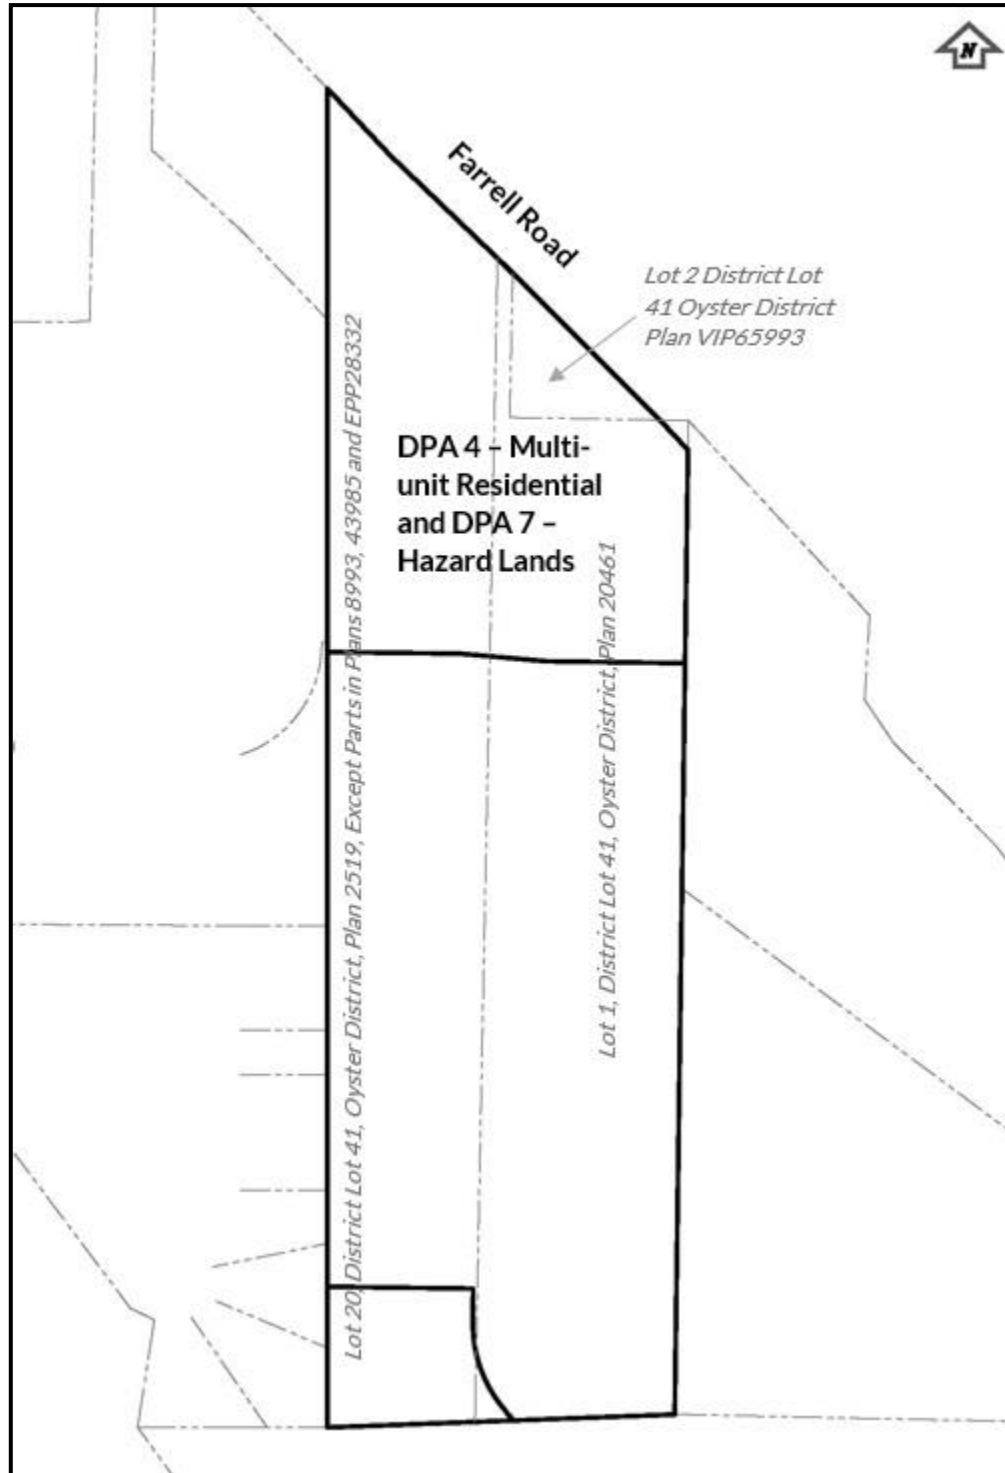 N
Farrell Road
Lot 2 District Lot
41 Oyster District
Plan VIP65993
DPA 4 – Multi-
unit Residential
and DPA 7 –
Hazard Lands
Lot 20, District Lot 41, Oyster District, Plan 2519, Except Parts in Plans 8993, 43985 and EPP28332
Lot 1, District Lot 41, Oyster District, Plan 20461